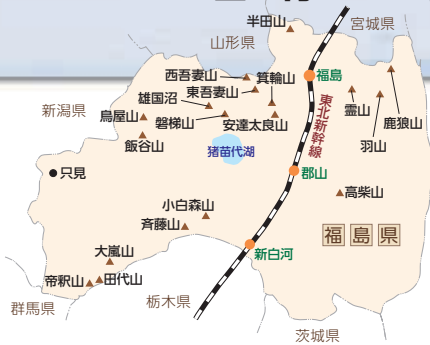 半田山
宮城県
山形県
西吾妻山
箕輪山
福島
東吾妻山
雄国沼
霊山
新潟県
烏屋山
磐梯山
安達太良山
東北新幹線
鹿狼山
羽山
飯谷山
猪苗代湖
只見
郡山
高柴山
小白森山
斉藤山
福島県
大嵐山
新白河
帝釈山
田代山
群馬県
栃木県
茨城県